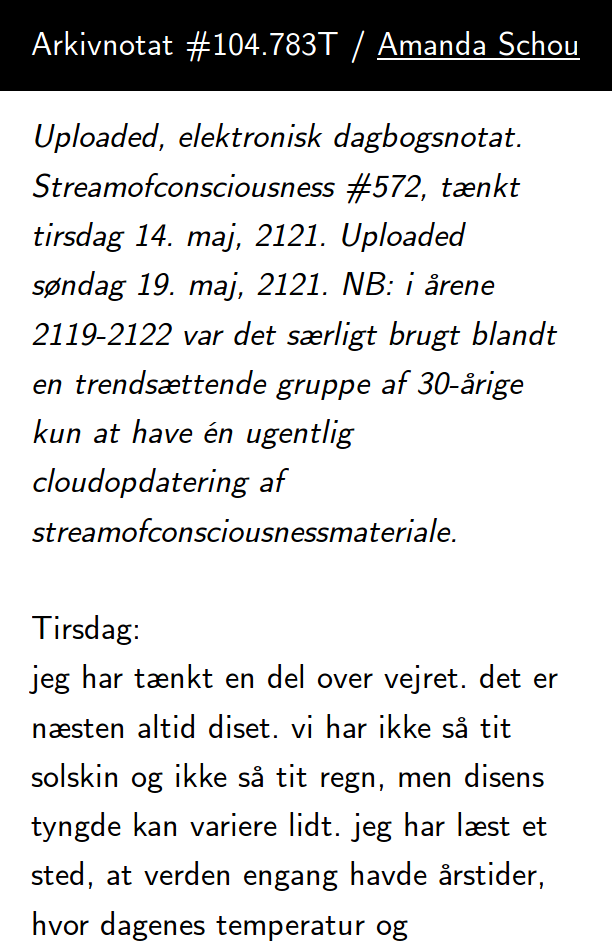 Arkivnotat #104.783T / Amanda Schou
Uploaded, elektronisk dagbogsnotat.
Streamofconsciousness #572, tænkt
tirsdag 14. maj, 2121. Uploaded
søndag 19. maj, 2121. NB: i årene
2119-2122 var det særligt brugt blandt
en trendsættende gruppe af 30-årige
kun at have én ugentlig
cloudopdatering af
streamofconsciousnessmateriale.
Tirsdag:
jeg har tænkt en del over vejret. det er
næsten altid diset. vi har ikke så tit
solskin og ikke så tit regn, men disens
tyngde kan variere lidt. jeg har læst et
sted, at verden engang havde årstider,
hvor dagenes temperatur og